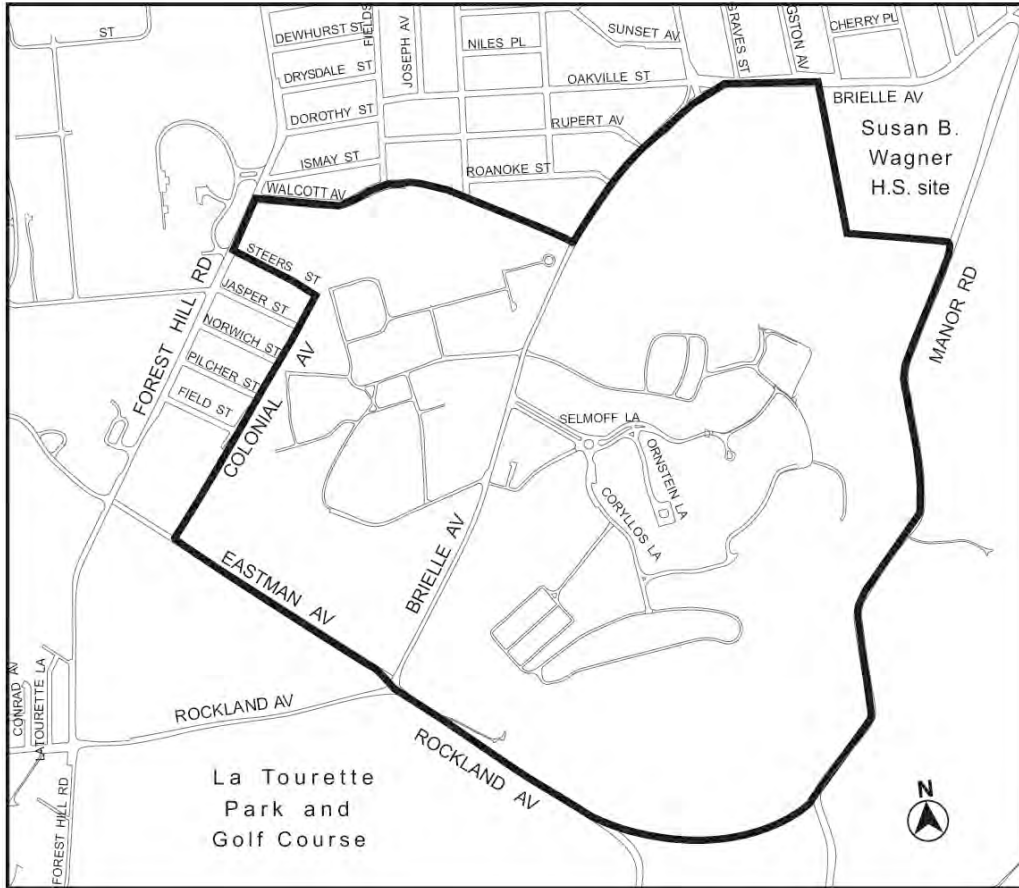 ST
DEWHURST ST
FIELDS
JOSEPH AV
NILES PL
SUNSET AV
GRAVES ST
GSTON AV
CHERRY PL
DRYSDALE ST
OAKVILLE ST
BRIELLE AV
DOROTHY ST
RUPERT AV
Susan B.
Wagner
H.S. site
ISMAY ST
ROANOKE ST
WALCOTT AV
STEERS ST
JASPER ST
NORWICH ST
PILCHER ST
FIELD ST
FOREST HILL RD
COLONIAL AV
MANOR RD
SELMOFF LA
ORNSTEIN LA
CORYLLOS LA
BRIELLE AV
EASTMAN AV
CONRAD AV
LATOURETTE LA
ROCKLAND AV
ROCKLAND AV
La Tourette
Park and
Golf Course
FOREST HILL RD
N